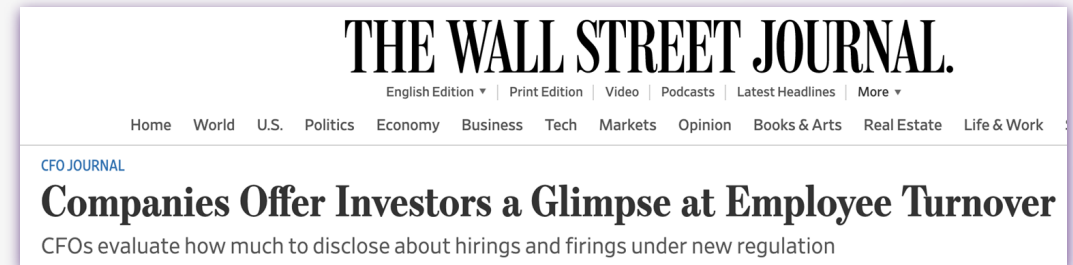 THE WALL STREET JOURNAL.
English Edition Print Edition Video Podcasts Latest Headlines More
Home World U.S. Politics Economy Business Tech Markets Opinion Books & Arts Real Estate Life & Work
CFO JOURNAL
Companies Offer Investors a Glimpse at Employee Turnover
CFOs evaluate how much to disclose about hirings and firings under new regulation